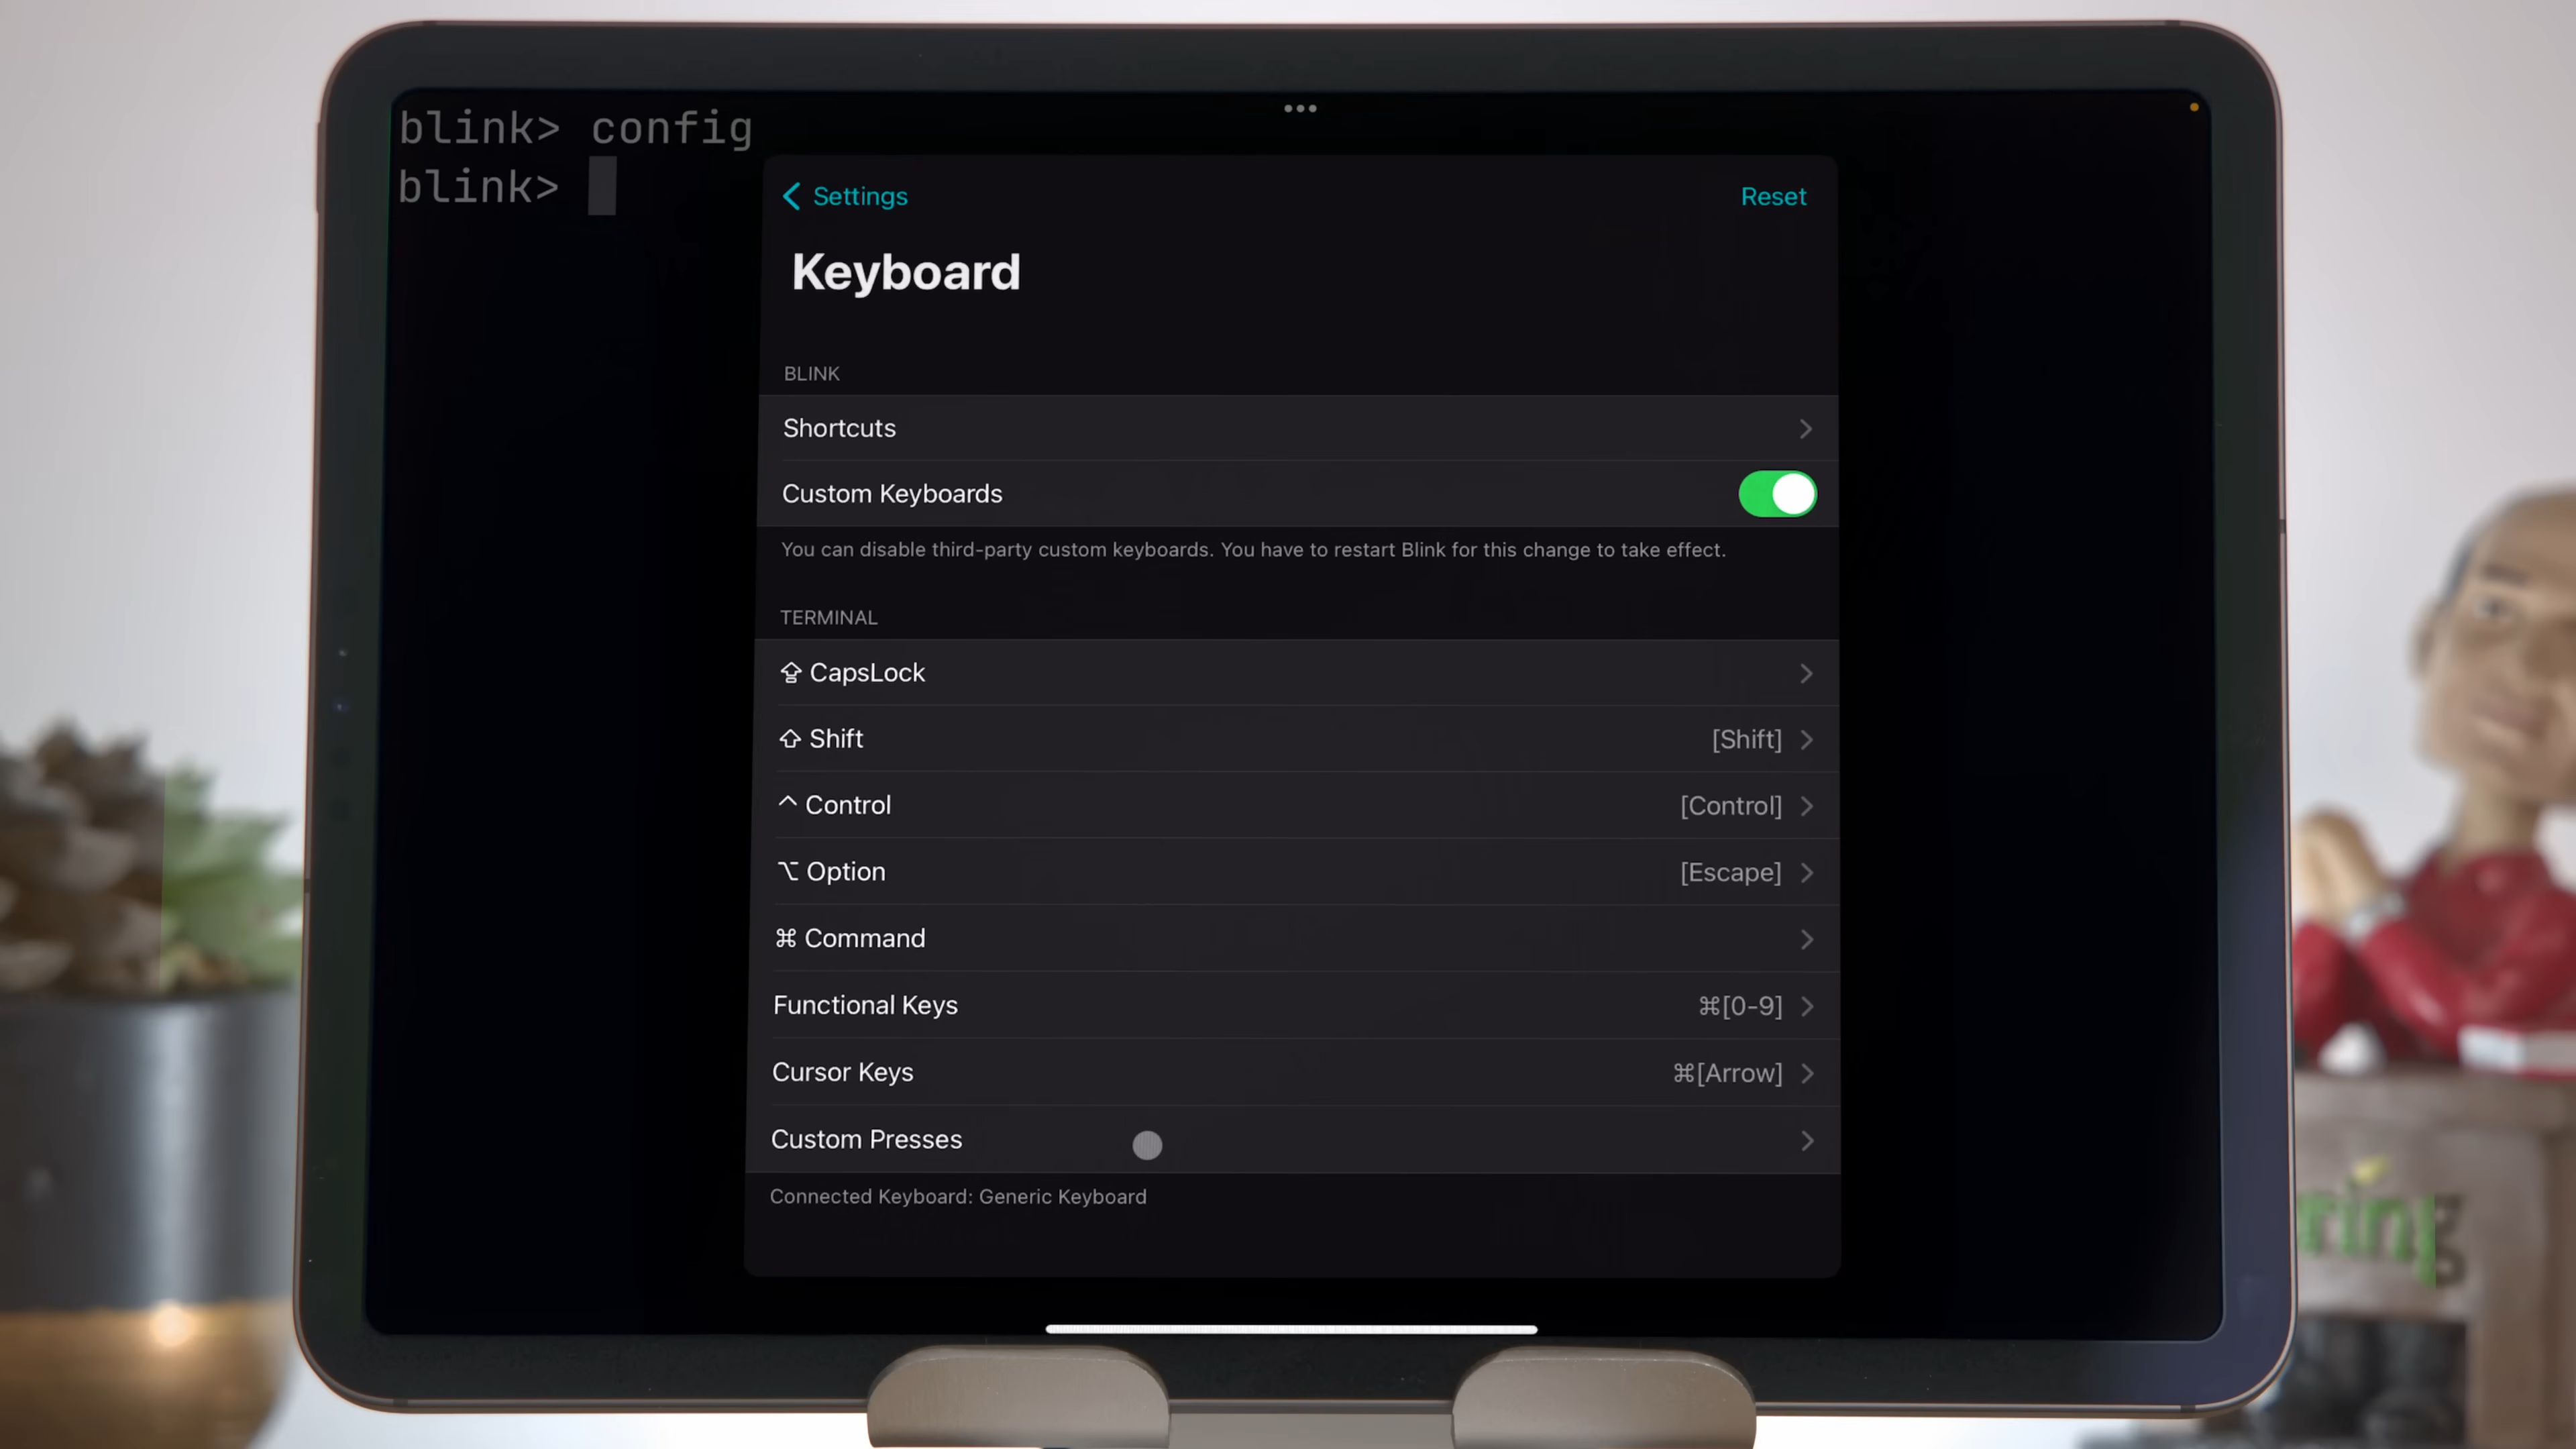 blink> config
blink>
Settings
Reset
Keyboard
BLINK
Shortcuts
Custom Keyboards
You can disable third-party custom keyboards. You have to restart Blink for this change to take effect.
TERMINAL
⇪ CapsLock
⇧ Shift [Shift]
^ Control [Control]
⌥ Option [Escape]
⌘ Command
Functional Keys ⌘[0-9]
Cursor Keys ⌘[Arrow]
Custom Presses
Connected Keyboard: Generic Keyboard